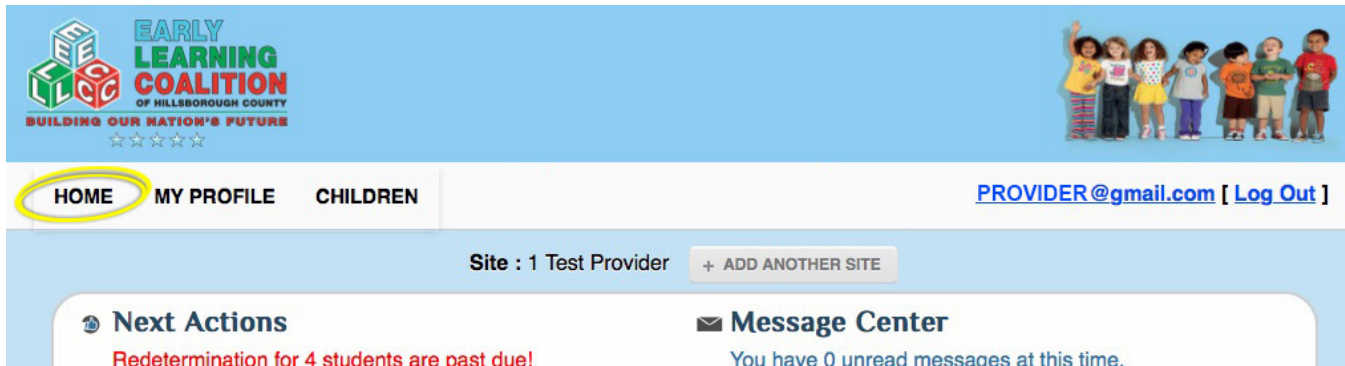 EARLY
LEARNING
COALITION
OF HILLSBOROUGH COUNTY
BUILDING OUR NATION'S FUTURE
E
E E
L C
L C C
HOME MY PROFILE CHILDREN
PROVIDER@gmail.com [ Log Out ]
Site : 1 Test Provider + ADD ANOTHER SITE
Next Actions
Redetermination for 4 students are past due!
Message Center
You have 0 unread messages at this time.